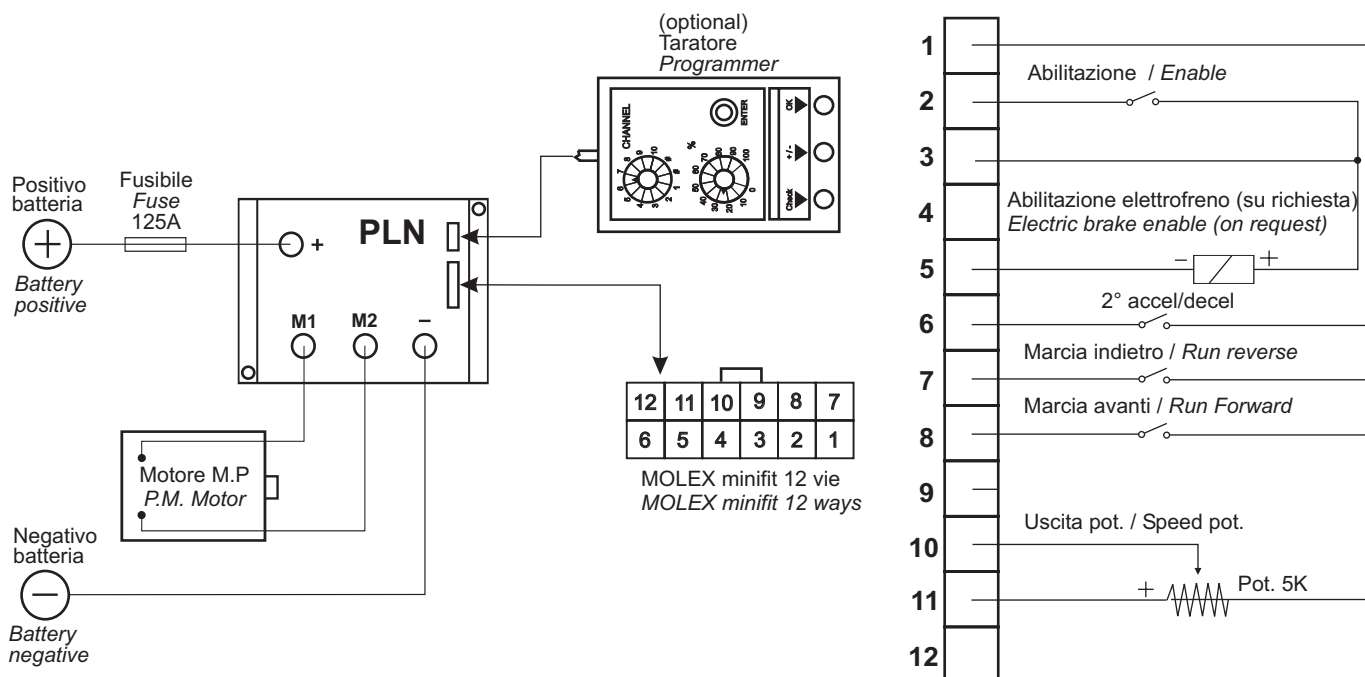 (optional)
Taratore
Programmer
CHANNEL
ENTER
%
OK
+ / -
Check
Positivo
batteria
+
Battery
positive
Fusibile
Fuse
125A
PLN
+
M1
M2
–
Motore M.P
P.M. Motor
Negativo
batteria
–
Battery
negative
12 11 10 9 8 7
6 5 4 3 2 1
MOLEX minifit 12 vie
MOLEX minifit 12 ways
1
Abilitazione / Enable
2
3
Abilitazione elettrofreno (su richiesta)
4
Electric brake enable (on request)
5
- +
2° accel/decel
6
Marcia indietro / Run reverse
7
Marcia avanti / Run Forward
8
9
Uscita pot. / Speed pot.
10
11
+ Pot. 5K
12